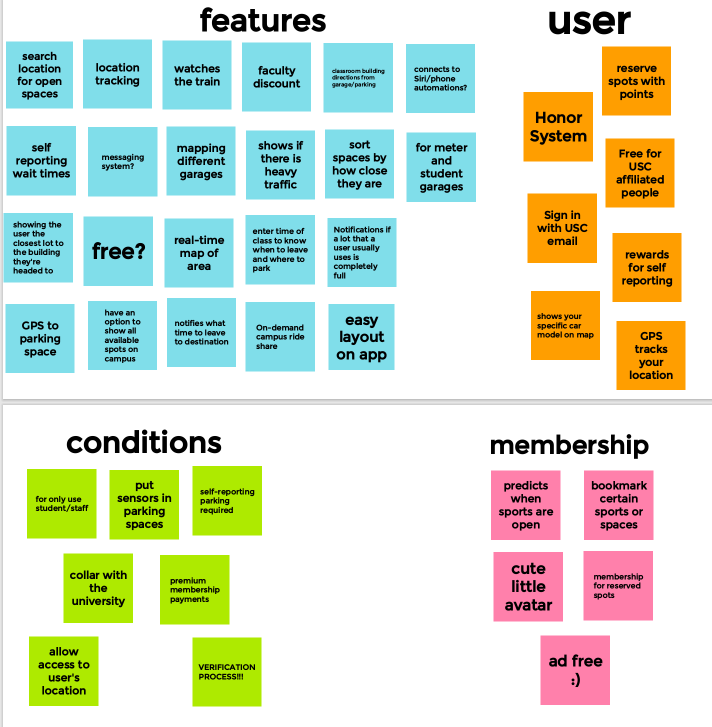 features
search
location
for open
spaces
location
tracking
watches
the train
faculty
discount
classroom building
directions from
garage/parking
connects to
Siri/phone
automations?
self
reporting
wait times
messaging
system?
mapping
different
garages
shows if
there is
heavy
traffic
sort
spaces by
how close
they are
for meter
and
student
garages
showing the
user the
closest lot to
the building
they're
headed to
free?
real-time
map of
area
enter time of
class to know
when to leave
and where to
park
Notifications if
a lot that a
user usually
uses is
completely
full
GPS to
parking
space
have an
option to
show all
available
spots on
campus
notifies what
time to leave
to destination
On-demand
campus ride
share
easy
layout
on app
user
reserve
spots with
points
Honor
System
Free for
USC
affiliated
people
Sign in
with USC
email
rewards
for self
reporting
shows your
specific car
model on map
GPS
tracks
your
location
conditions
for only use
student/staff
put
sensors in
parking
spaces
self-reporting
parking
required
collar with
the
university
premium
membership
payments
allow
access to
user's
location
VERIFICATION
PROCESS!!!
membership
predicts
when
sports are
open
bookmark
certain
sports or
spaces
cute
little
avatar
membership
for reserved
spots
ad free
:)